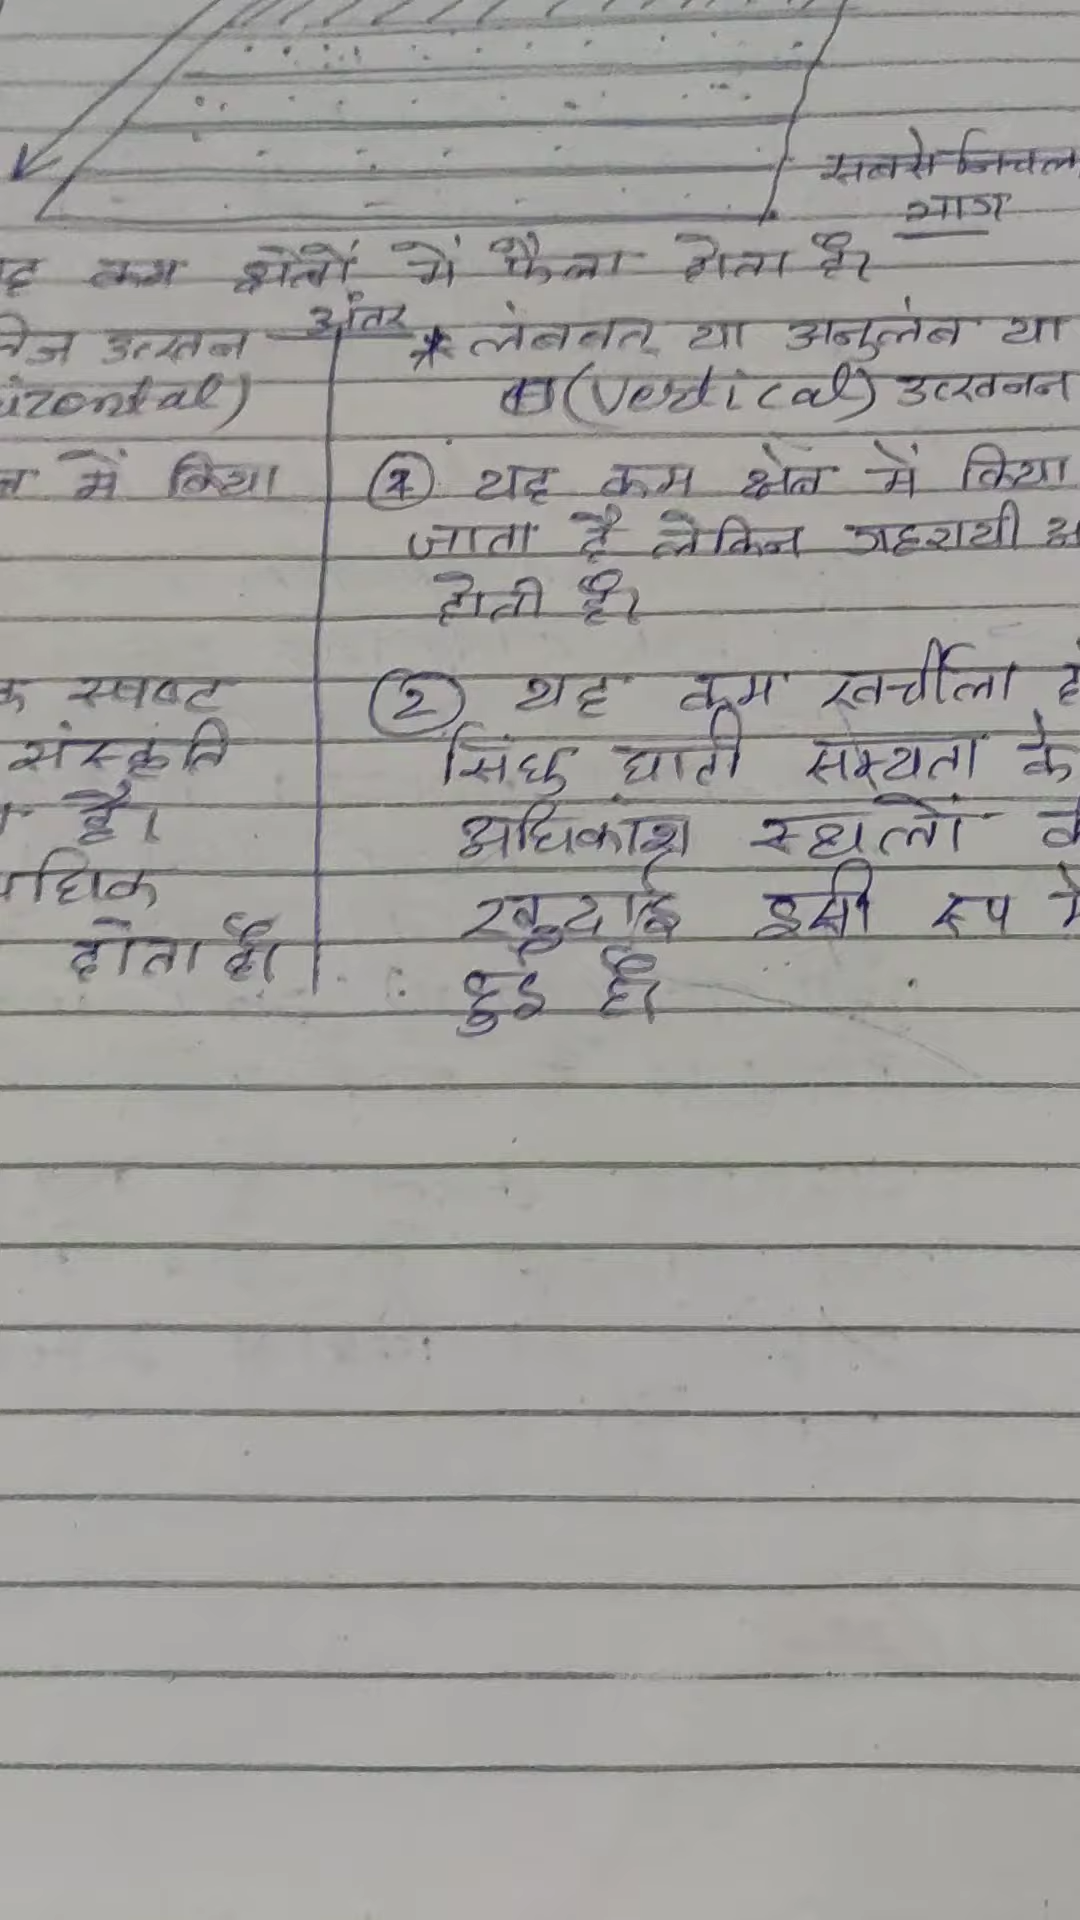 सबसे निचला
भाग
कम क्षेत्रों में फैला होता है।
अंतर
उत्खनन
में किया
स्पष्ट
संस्कृति
है।
होता है।
* लंबवत् या अनुलंब या
(Vertical) उत्खनन
① यह कम क्षेत्र में किया
जाता है लेकिन गहरायी
होती है।
② यह कम खर्चीला
सिंधु घाटी सभ्यता के
अधिकांश स्थलों
खुदाई इसी रूप में
हुई है।